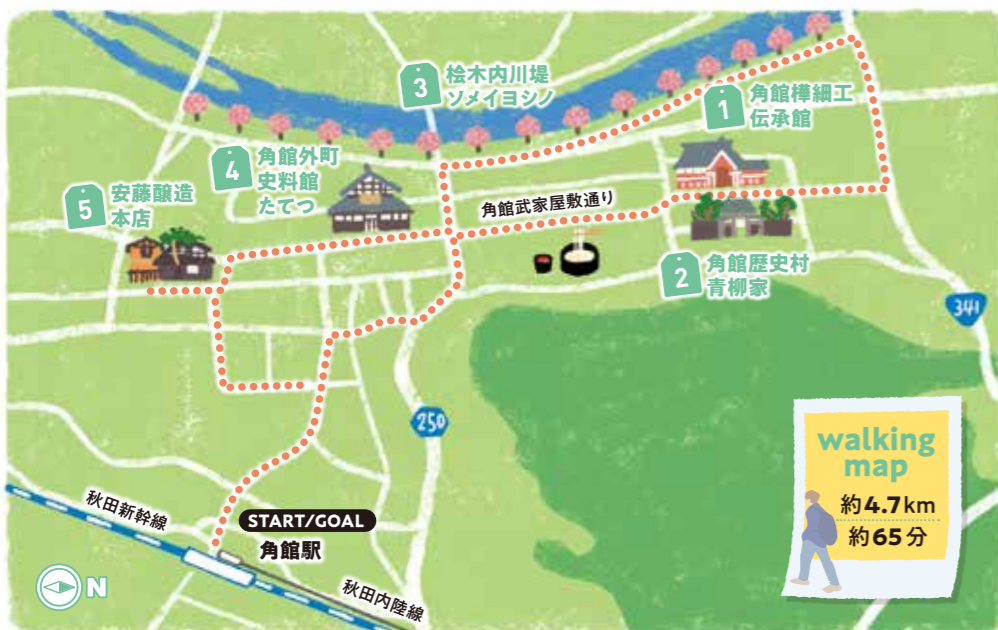 3
桧木内川堤
ソメイヨシノ
1
角館樺細工
伝承館
4
角館外町
史料館
たてつ
5
安藤醸造
本店
角館武家屋敷通り
2
角館歴史村
青柳家
341
250
walking
map
約4.7km
約65分
秋田新幹線
START/GOAL
角館駅
秋田内陸線
N